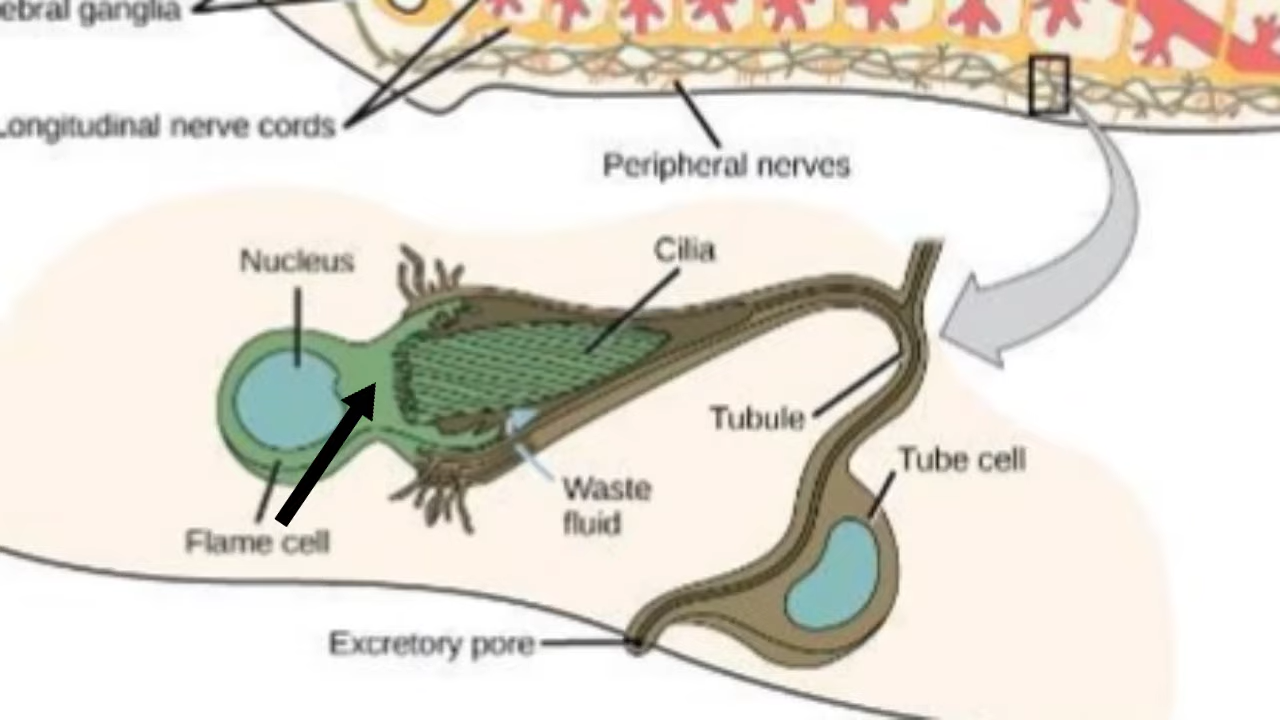 ebral ganglia
Longitudinal nerve cords
Peripheral nerves
Nucleus
Cilia
Tubule
Tube cell
Waste
fluid
Flame cell
Excretory pore